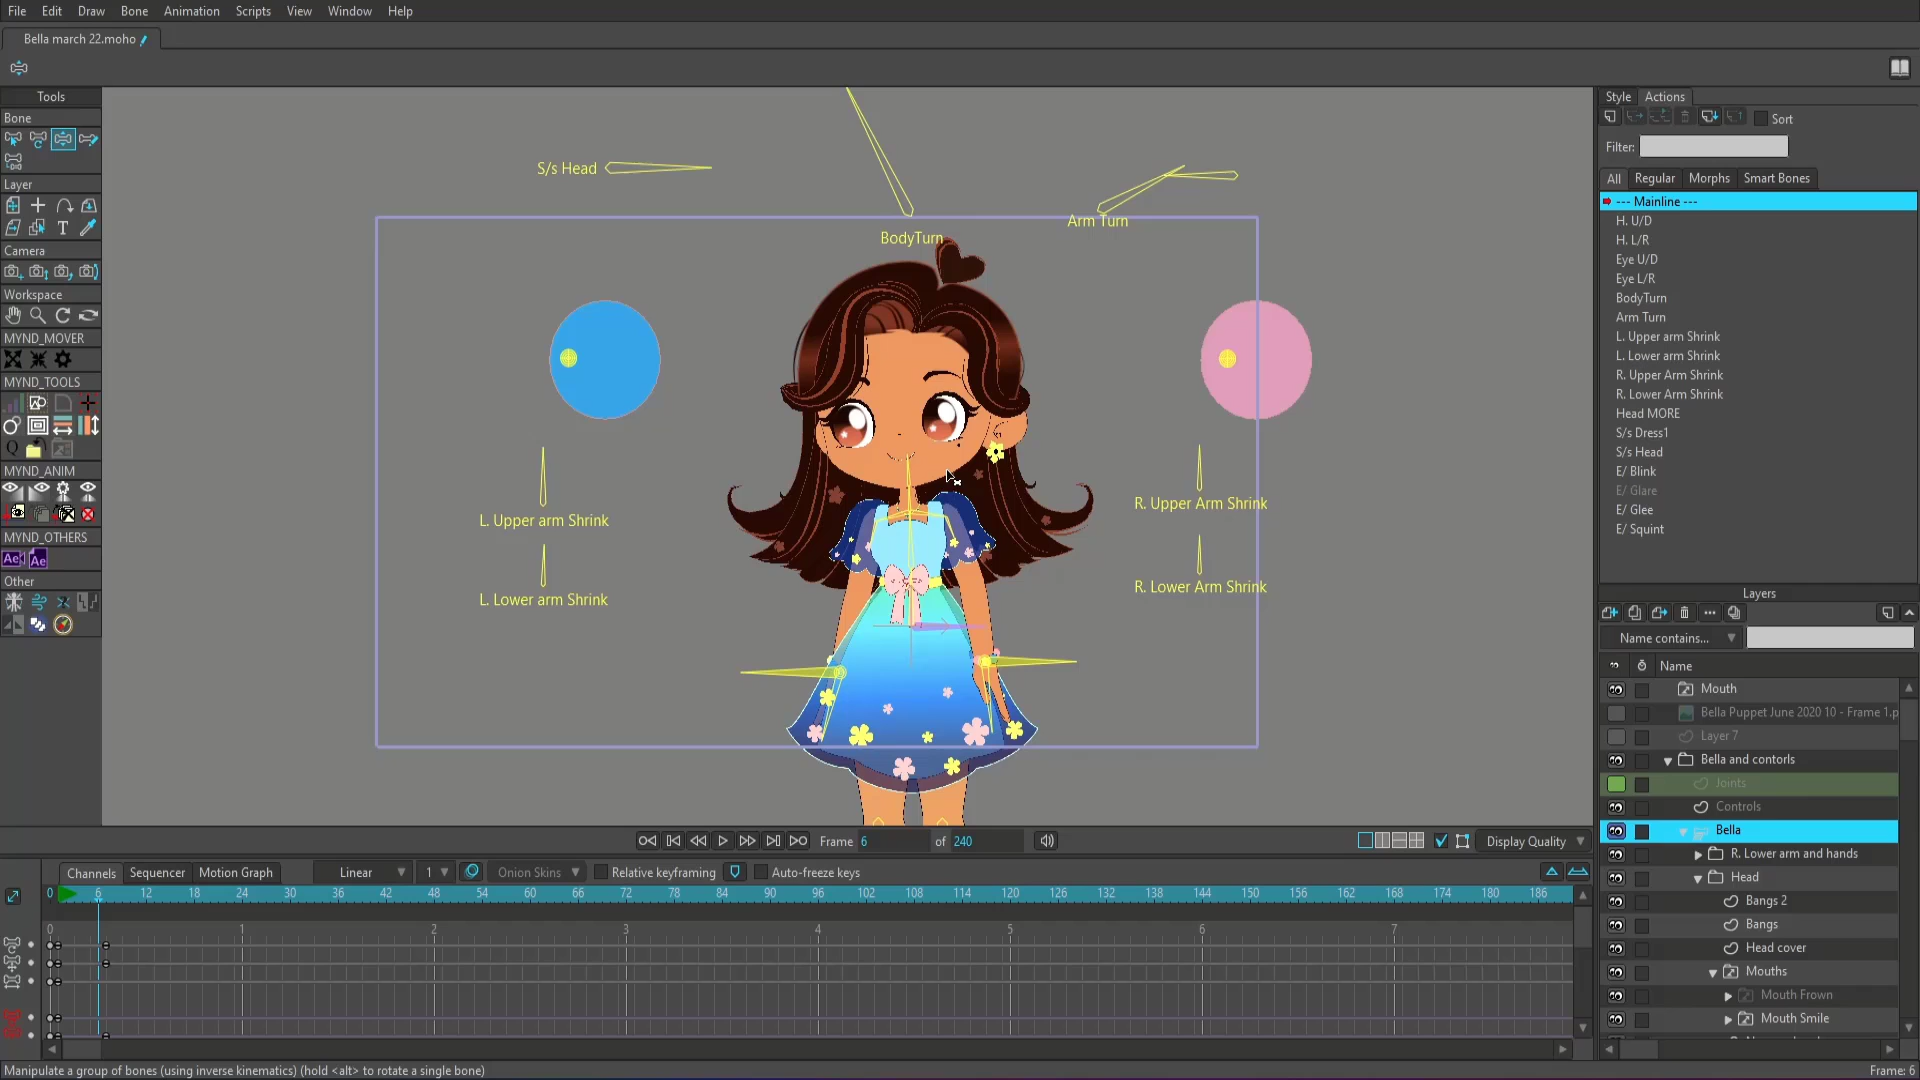 File Edit Draw Bone Animation Scripts View Window Help
Bella march 22.moho
Tools
Bone
Layer
T
Camera
Workspace
MYND_MOVER
MYND_TOOLS
Q
MYND_ANIM
MYND_OTHERS
Ae Ae
Other
S/s Head
BodyTurn
Arm Turn
L. Upper arm Shrink
L. Lower arm Shrink
R. Upper Arm Shrink
R. Lower Arm Shrink
Style Actions
Sort
Filter:
All Regular Morphs Smart Bones
--- Mainline ---
H. U/D
H. L/R
Eye U/D
Eye L/R
BodyTurn
Arm Turn
L. Upper arm Shrink
L. Lower arm Shrink
R. Upper Arm Shrink
R. Lower Arm Shrink
Head MORE
S/s Dress1
S/s Head
E/ Blink
E/ Glare
E/ Glee
E/ Squint
Layers
Name contains...
Name
Mouth
Bella Puppet June 2020 10 - Frame 1.p
Layer 7
Bella and contorls
Joints
Controls
Bella
R. Lower arm and hands
Head
Bangs 2
Bangs
Head cover
Mouths
Mouth Frown
Mouth Smile
Frame 6 of 240 Display Quality
Channels Sequencer Motion Graph Linear 1 Onion Skins Relative keyframing Auto-freeze keys
0 6 12 18 24 30 36 42 48 54 60 66 72 78 84 90 96 102 108 114 120 126 132 138 144 150 156 162 168 174 180 186
0 1 2 3 4 5 6 7
Manipulate a group of bones (using inverse kinematics) (hold <alt> to rotate a single bone)
Frame: 6